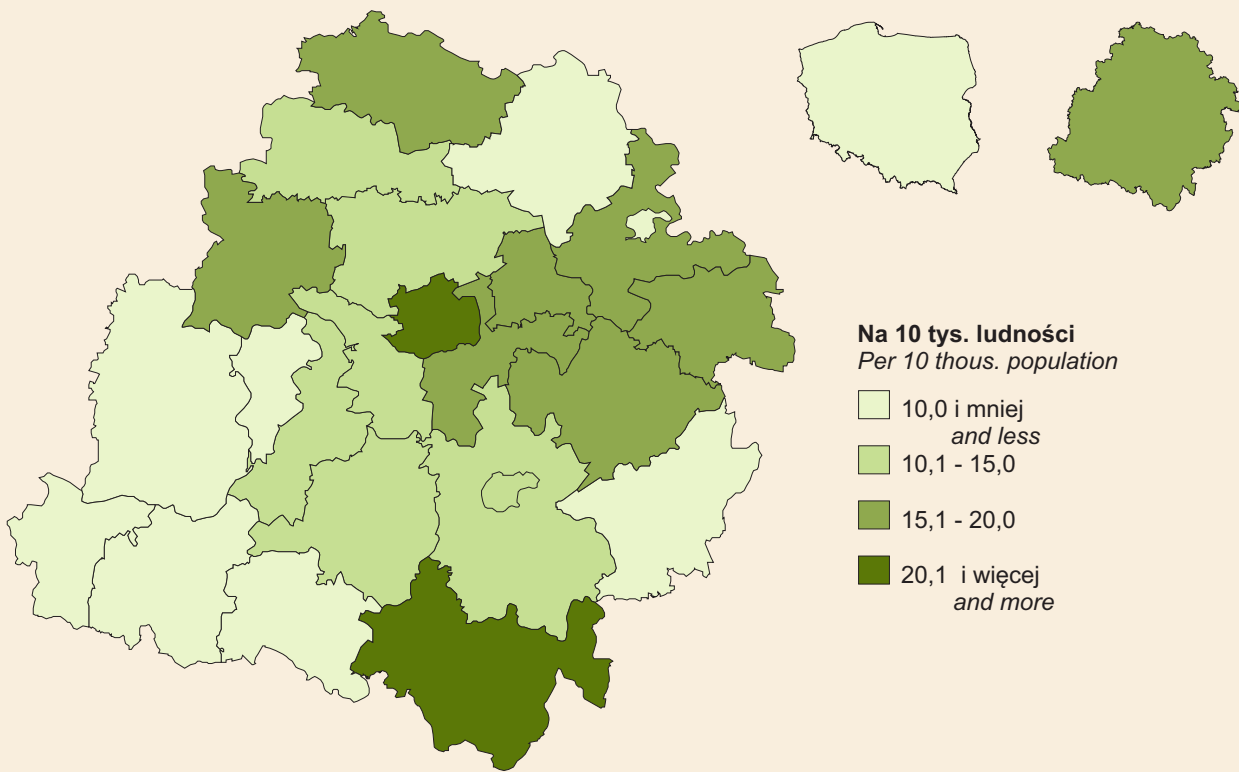 Na 10 tys. ludności
Per 10 thous. population
10,0 i mniej
and less
10,1 - 15,0
15,1 - 20,0
20,1 i więcej
and more